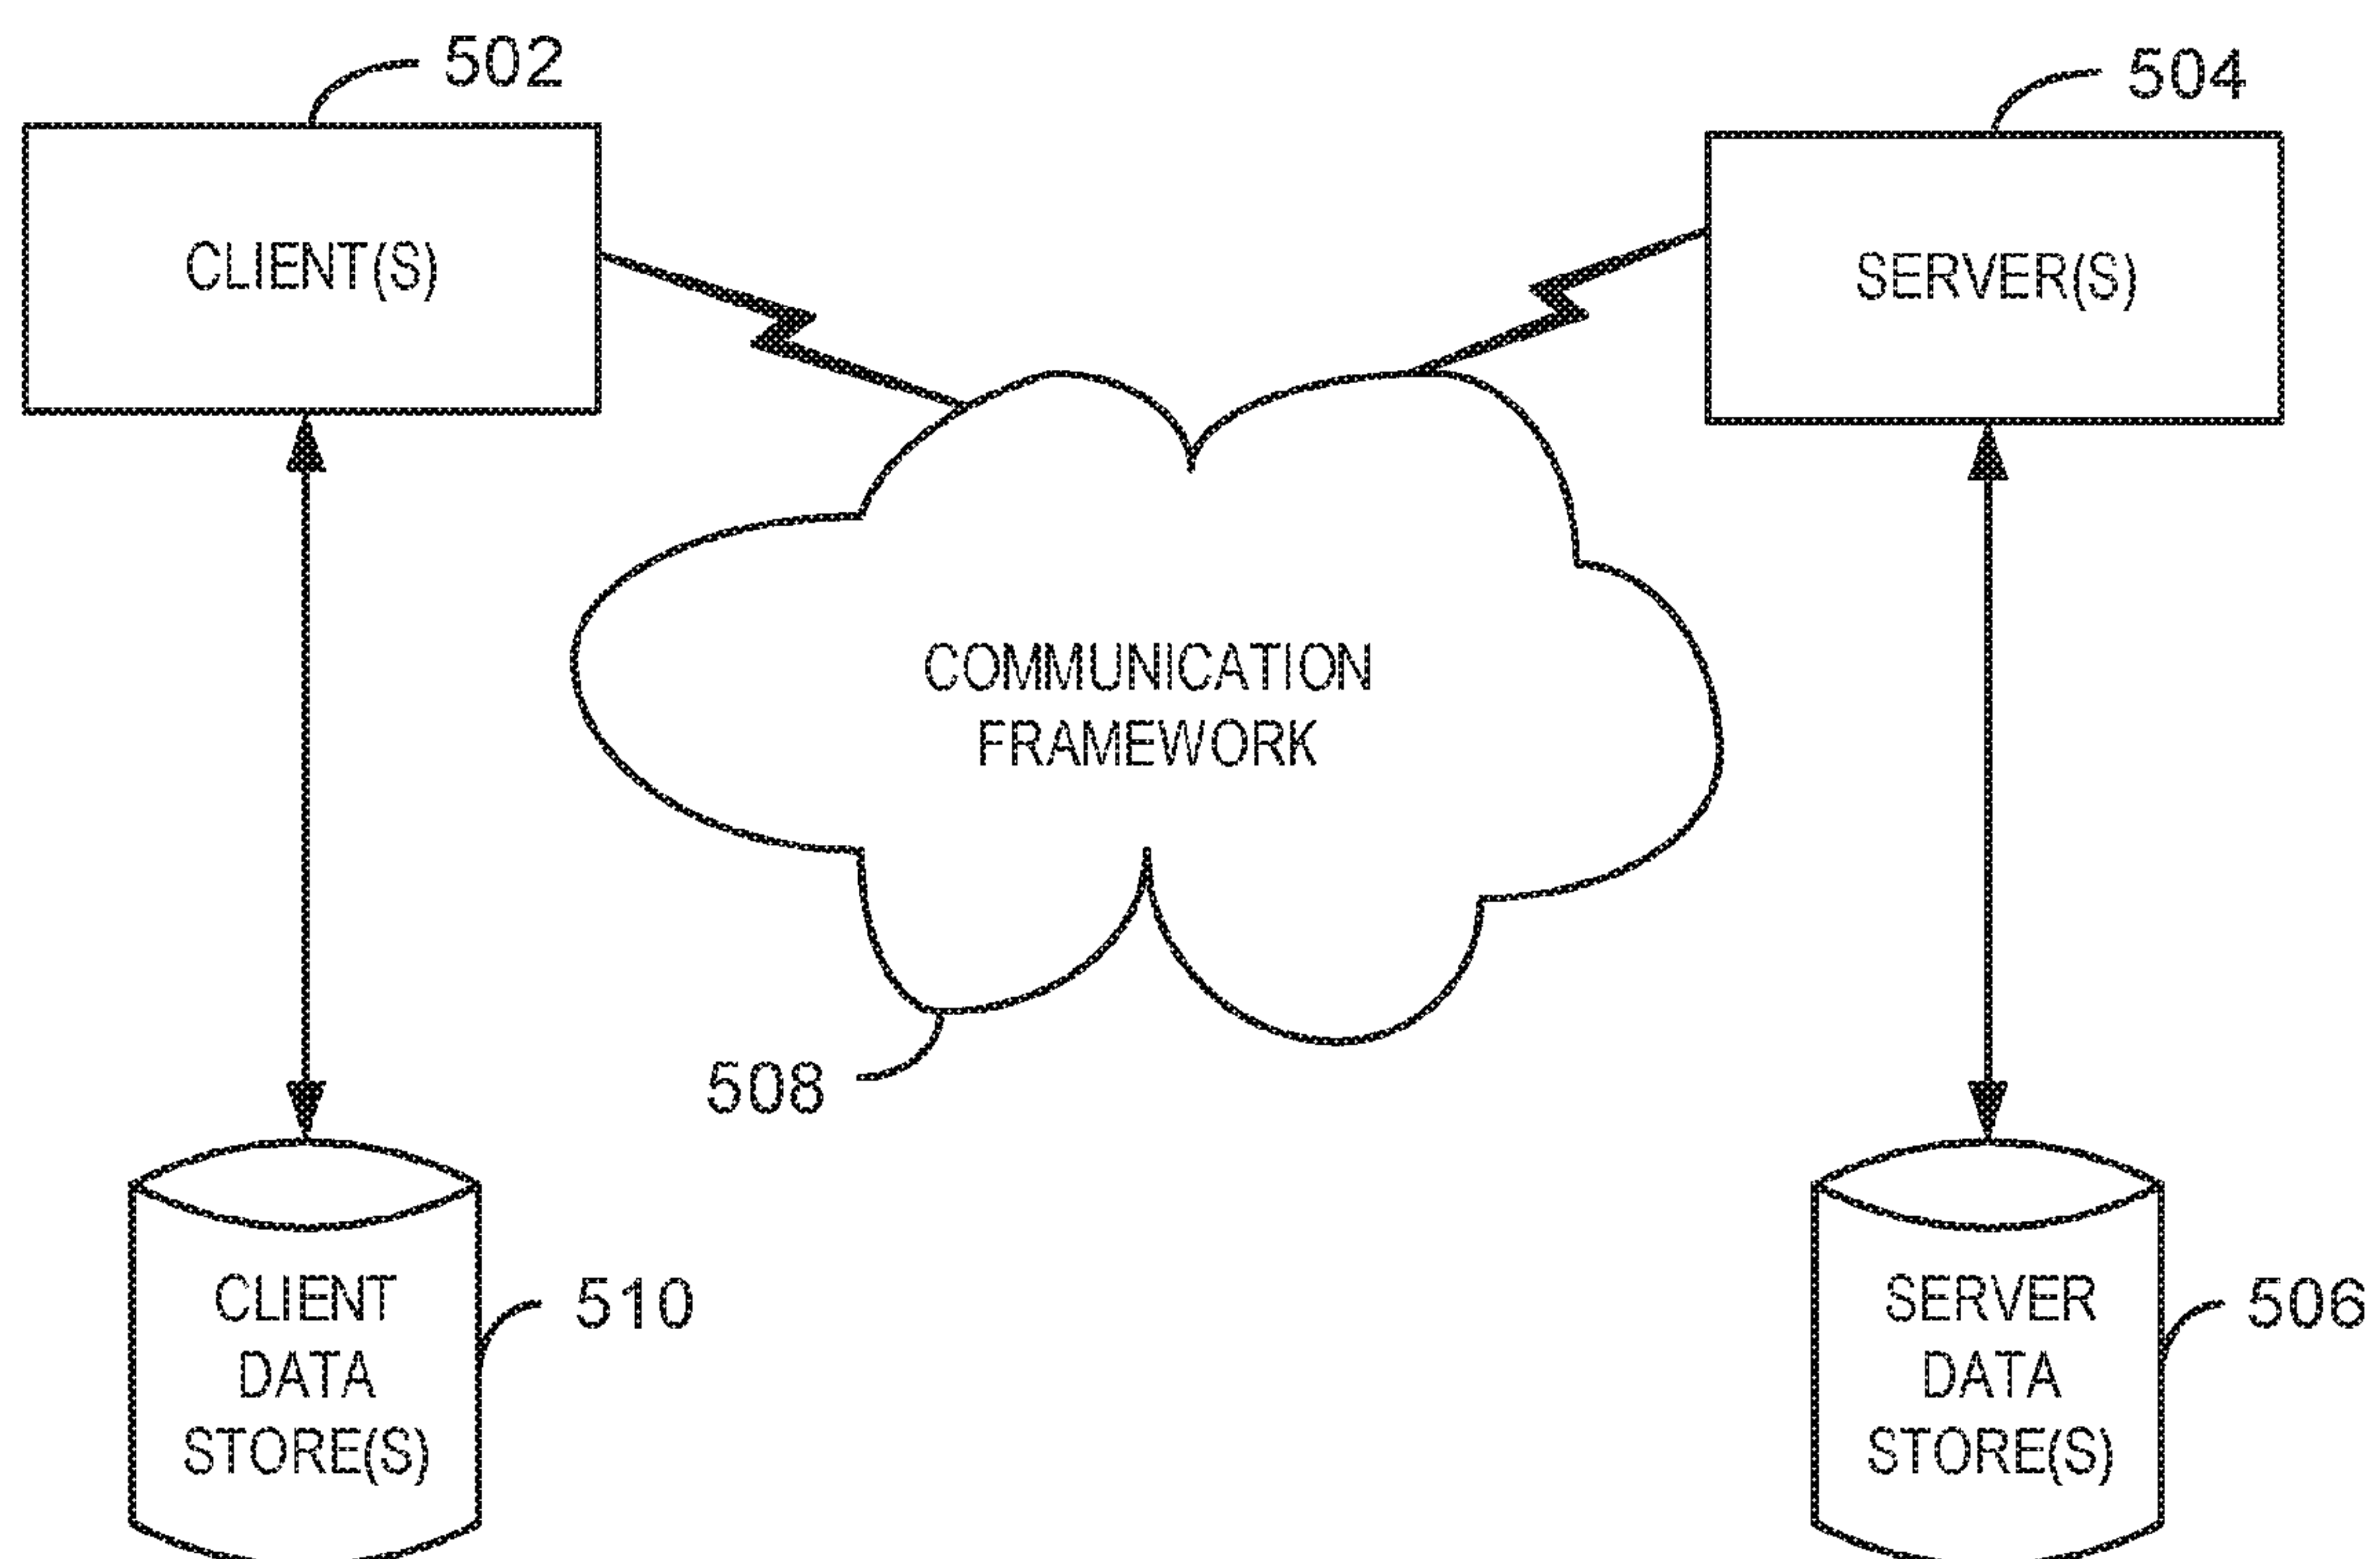 502
504
CLIENT(S)
SERVER(S)
COMMUNICATION
FRAMEWORK
508
CLIENT
DATA
STORE(S)
510
SERVER
DATA
STORE(S)
506